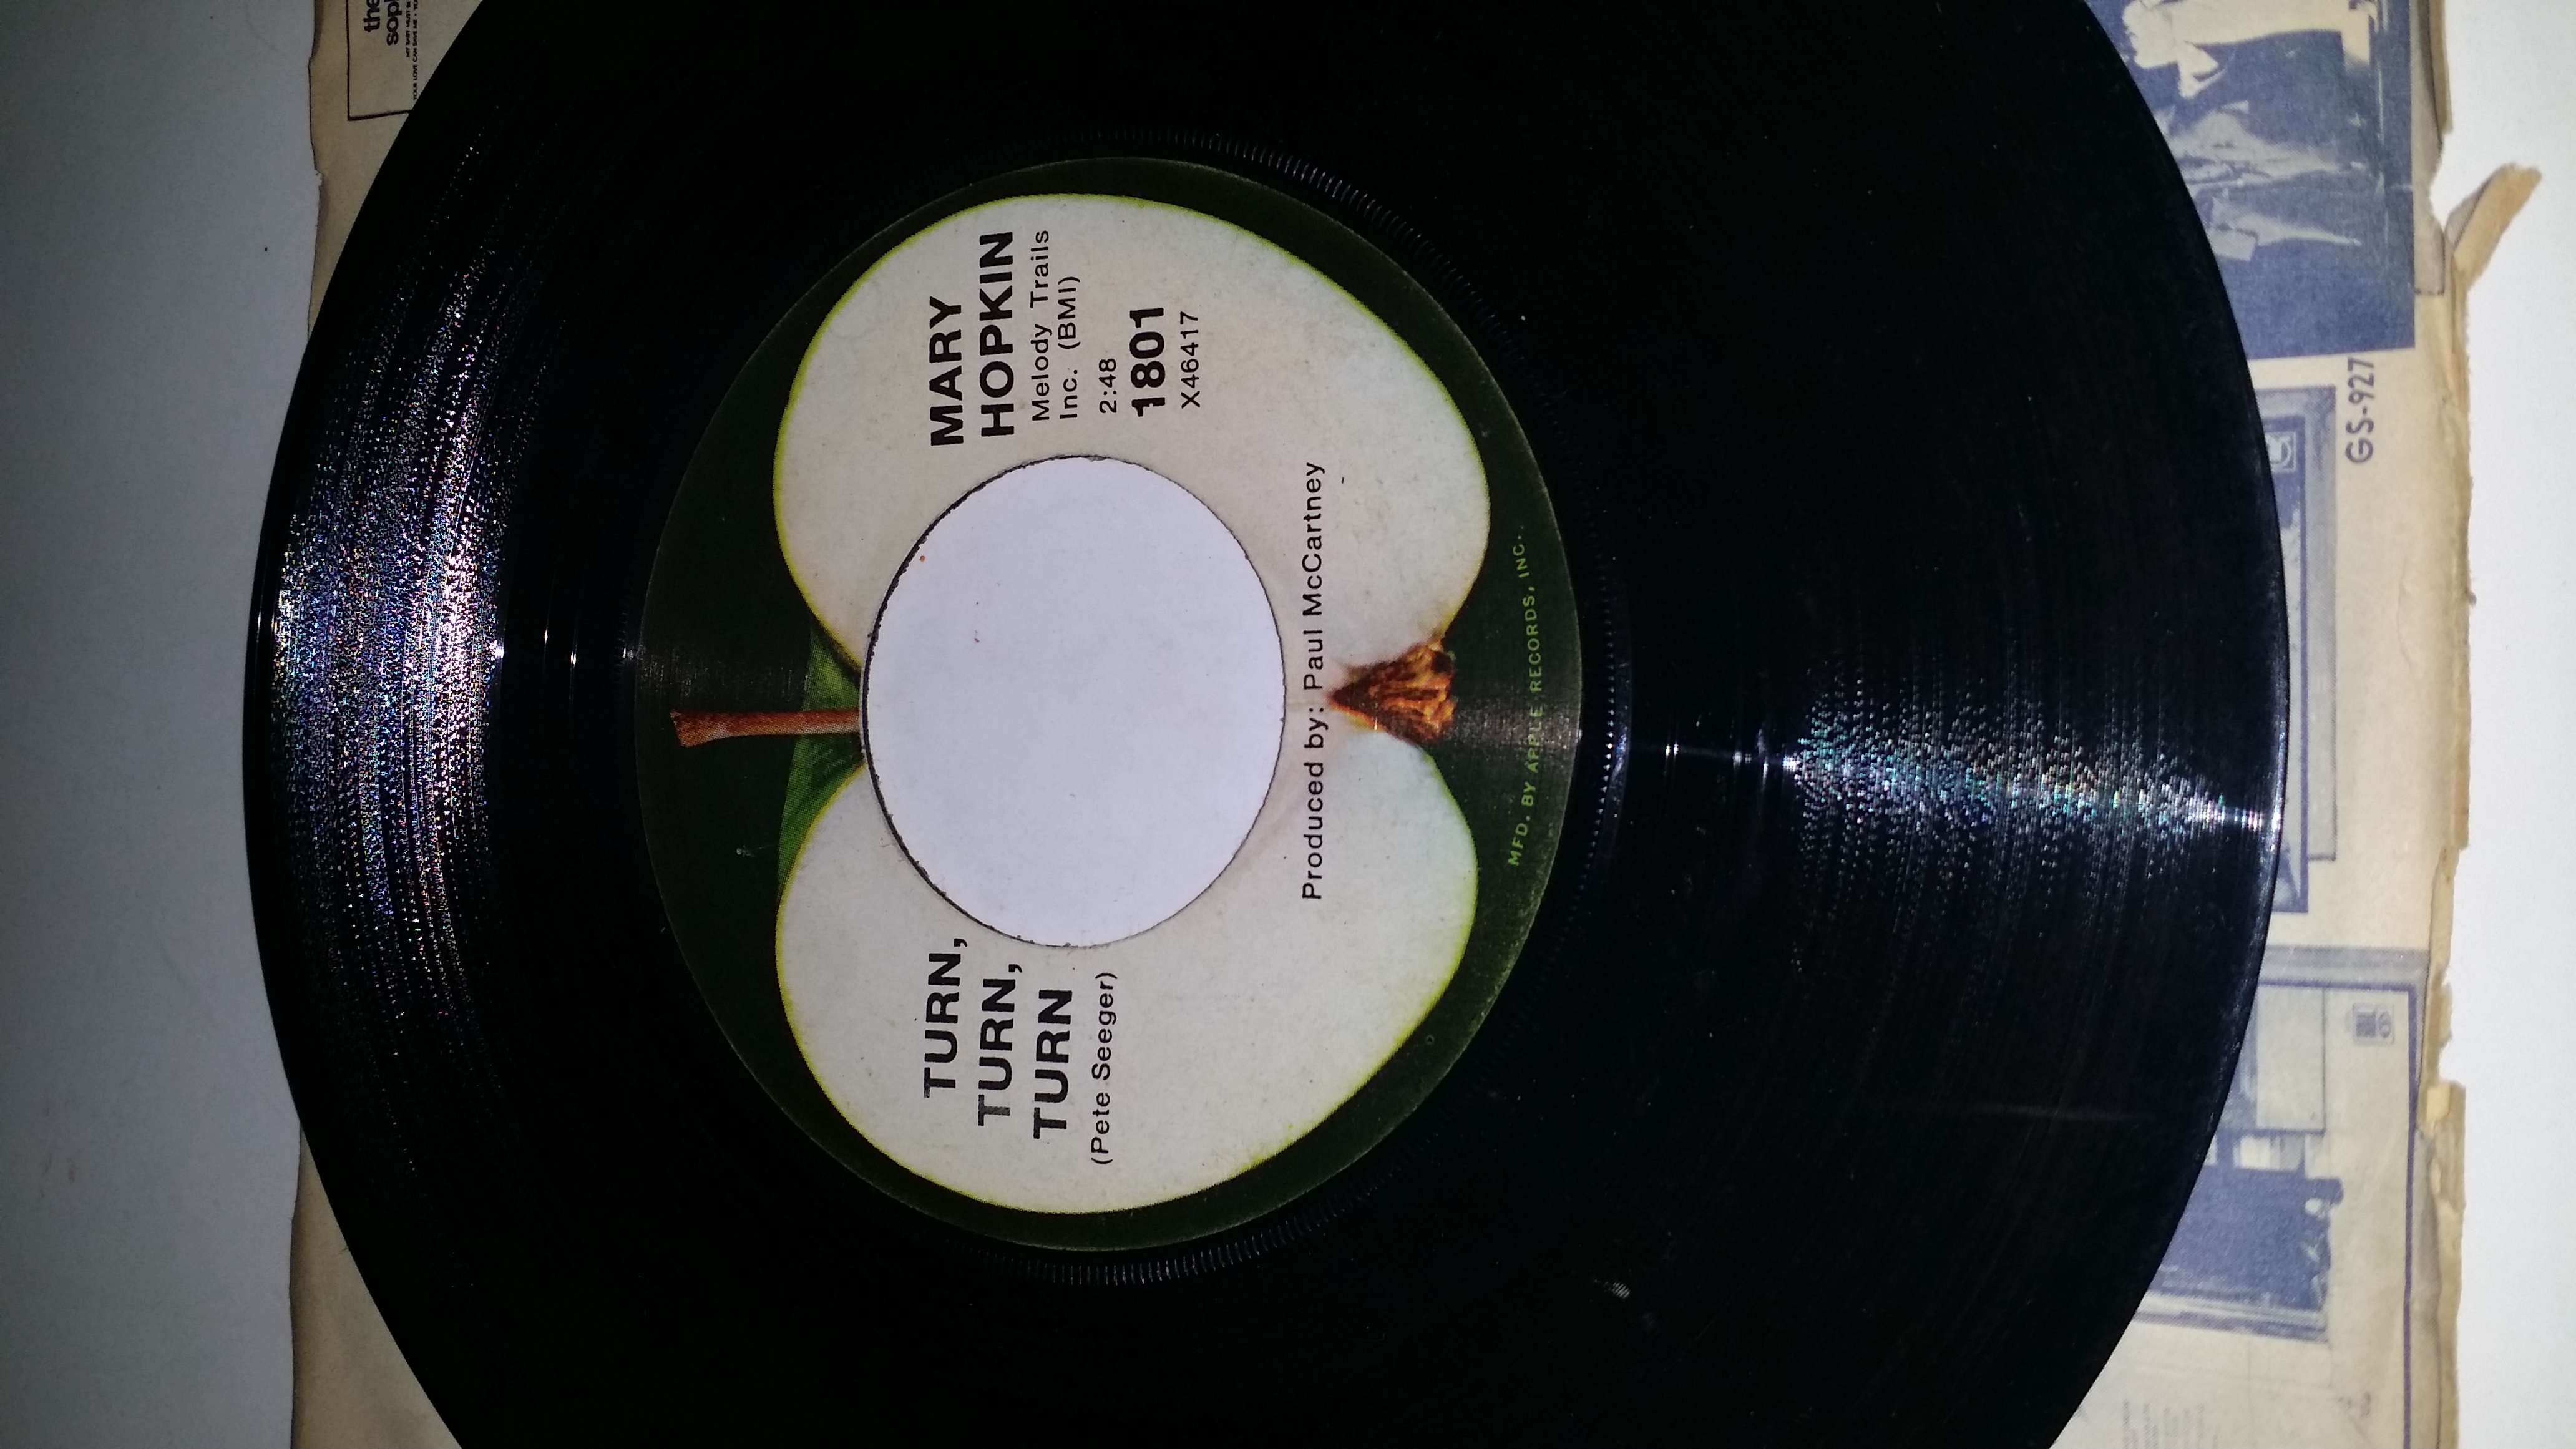 TURN,
TURN,
TURN
(Pete Seeger)
MARY
HOPKIN
Melody Trails
Inc. (BMI)
2:48
1801
X46417
Produced by: Paul McCartney
MFD. BY APPLE RECORDS, INC.
GS-927
the